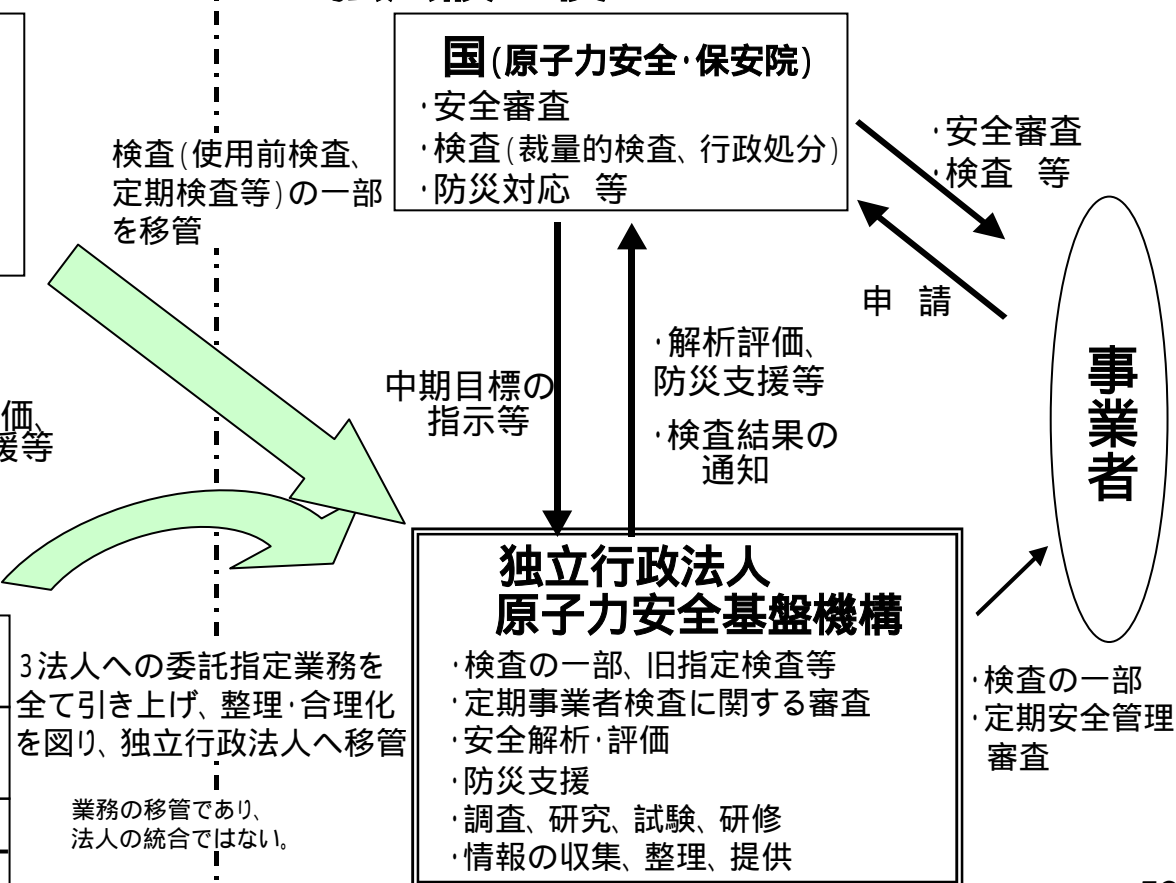 国(原子力安全・保安院)
・安全審査
・検査(裁量的検査、行政処分)
・防災対応 等
検査(使用前検査、
定期検査等)の一部
を移管
・安全審査
・検査 等
申 請
事業者
中期目標の
指示等
・解析評価、
防災支援等
・検査結果の
通知
価、
援等
独立行政法人
原子力安全基盤機構
・検査の一部、旧指定検査等
・定期事業者検査に関する審査
・安全解析・評価
・防災支援
・調査、研究、試験、研修
・情報の収集、整理、提供
・検査の一部
・定期安全管理
審査
3法人への委託指定業務を
全て引き上げ、整理・合理化
を図り、独立行政法人へ移管
業務の移管であり、
法人の統合ではない。